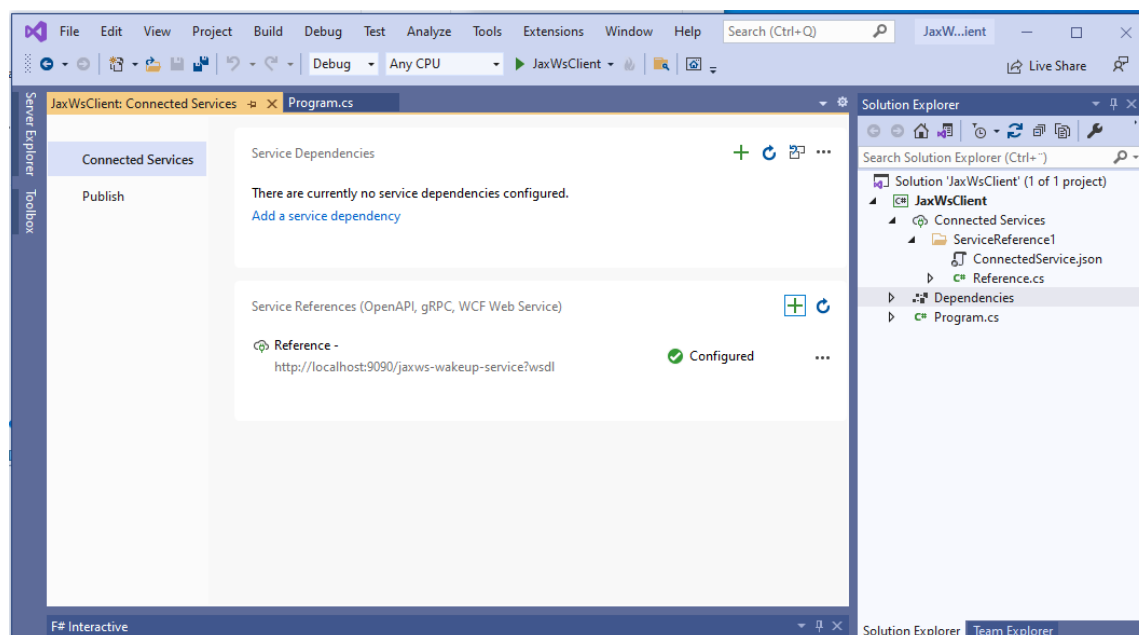 File Edit View Project Build Debug Test Analyze Tools Extensions Window Help Search (Ctrl+Q) JaxW...ient
Debug Any CPU JaxWsClient Live Share
Server Explorer
Toolbox
JaxWsClient: Connected Services Program.cs
Connected Services
Publish
Service Dependencies
There are currently no service dependencies configured.
Add a service dependency
Service References (OpenAPI, gRPC, WCF Web Service)
Reference -
http://localhost:9090/jaxws-wakeup-service?wsdl
Configured
F# Interactive
Solution Explorer
Search Solution Explorer (Ctrl+¨)
Solution 'JaxWsClient' (1 of 1 project)
C# JaxWsClient
Connected Services
ServiceReference1
ConnectedService.json
C# Reference.cs
Dependencies
C# Program.cs
Solution Explorer Team Explorer